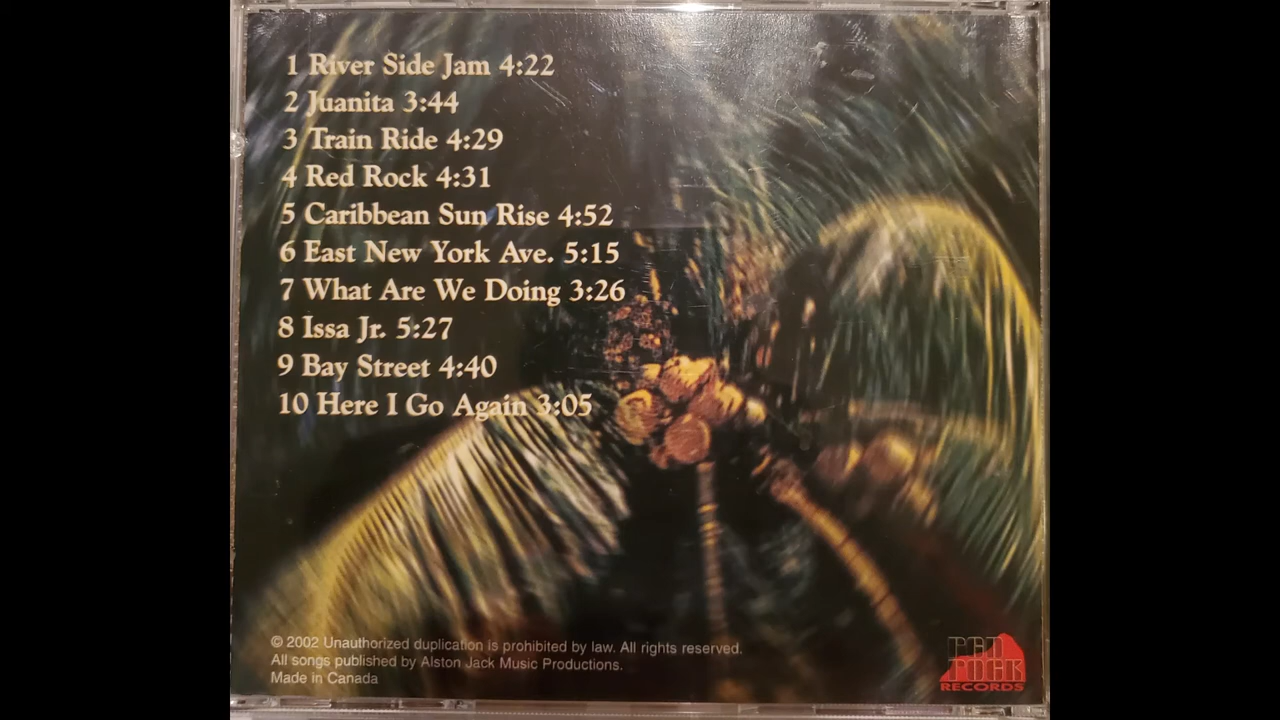 1 River Side Jam 4:22
2 Juanita 3:44
3 Train Ride 4:29
4 Red Rock 4:31
5 Caribbean Sun Rise 4:52
6 East New York Ave. 5:15
7 What Are We Doing 3:26
8 Issa Jr. 5:27
9 Bay Street 4:40
10 Here I Go Again 3:05
© 2002 Unauthorized duplication is prohibited by law. All rights reserved.
All songs published by Alston Jack Music Productions.
Made in Canada
RED
ROCK
RECORDS